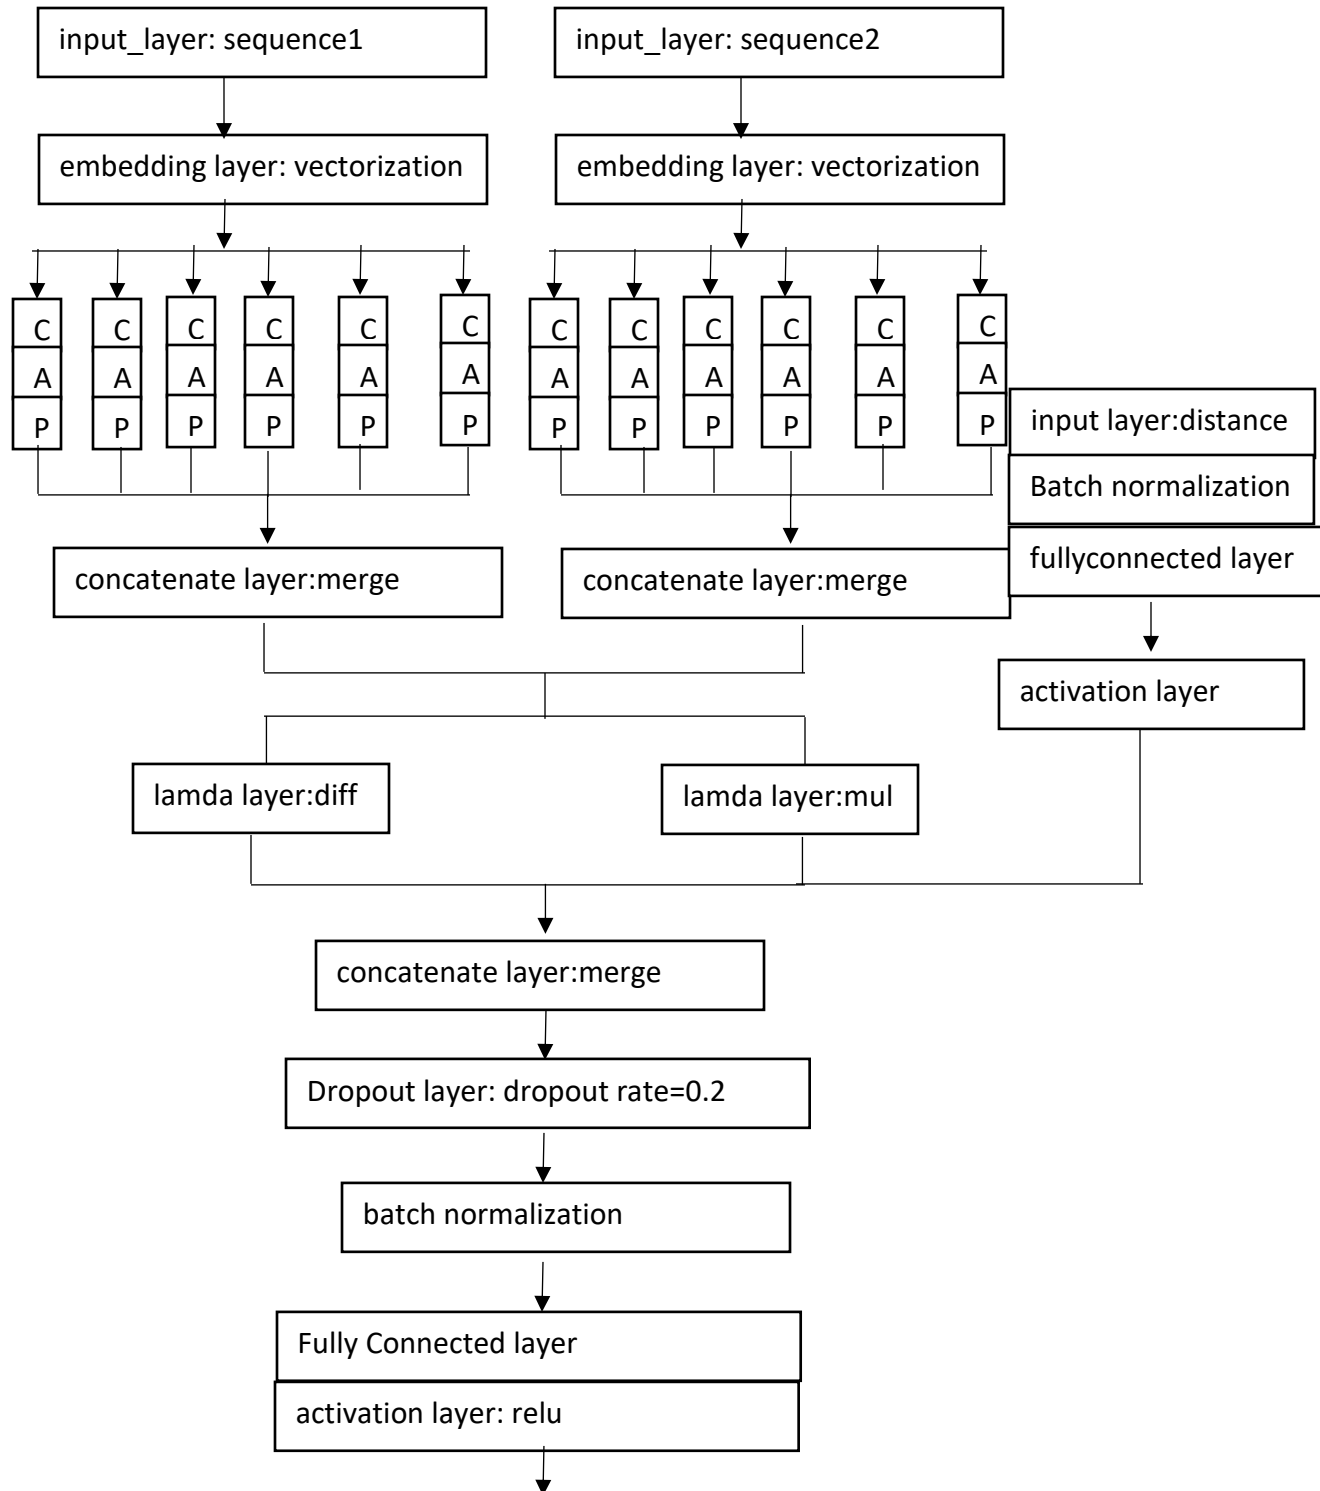 input_layer: sequence1
input_layer: sequence2
embedding layer: vectorization
embedding layer: vectorization
C C C C C C C C C C C C
A A A A A A A A A A A A
P P P P P P P P P P P P
input layer:distance
Batch normalization
fullyconnected layer
concatenate layer:merge
concatenate layer:merge
activation layer
lamda layer:diff
lamda layer:mul
concatenate layer:merge
Dropout layer: dropout rate=0.2
batch normalization
Fully Connected layer
activation layer: relu